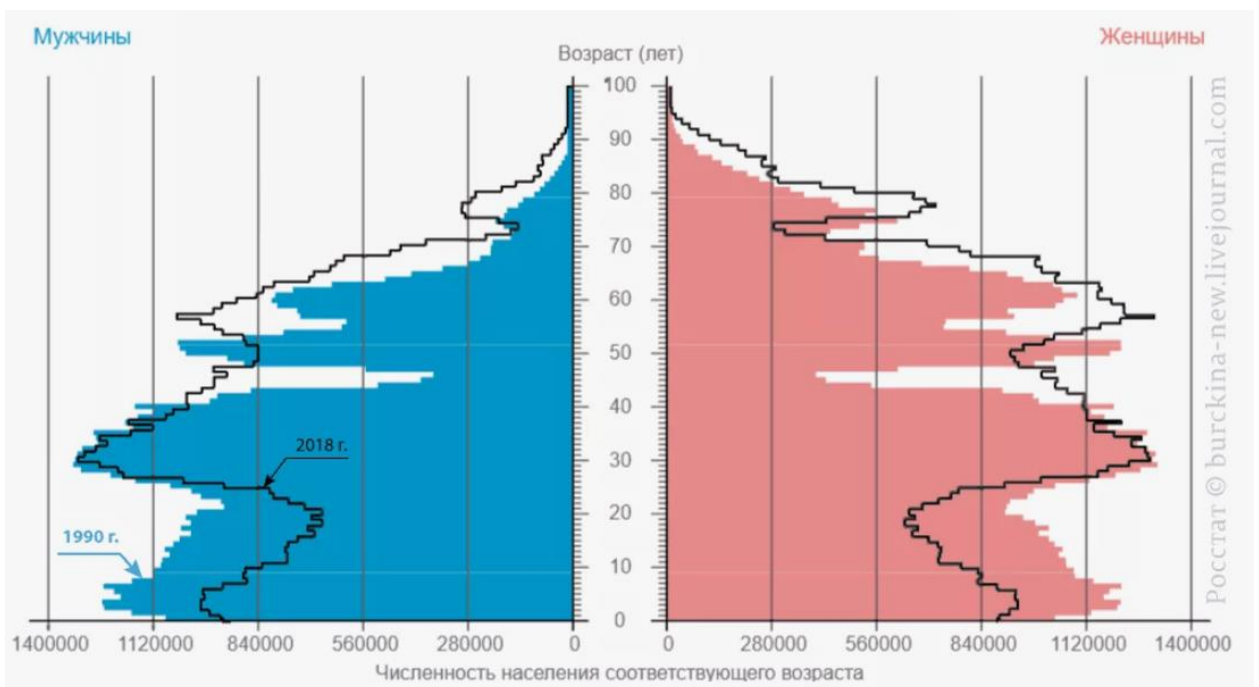 Мужчины
Женщины
Возраст (лет)
100
90
80
70
60
50
40
30
20
10
0
2018 г.
1990 г.
1400000 1120000 840000 560000 280000 0
0 280000 560000 840000 1120000 1400000
Численность населения соответствующего возраста
Росстат © burckina-new.livejournal.com